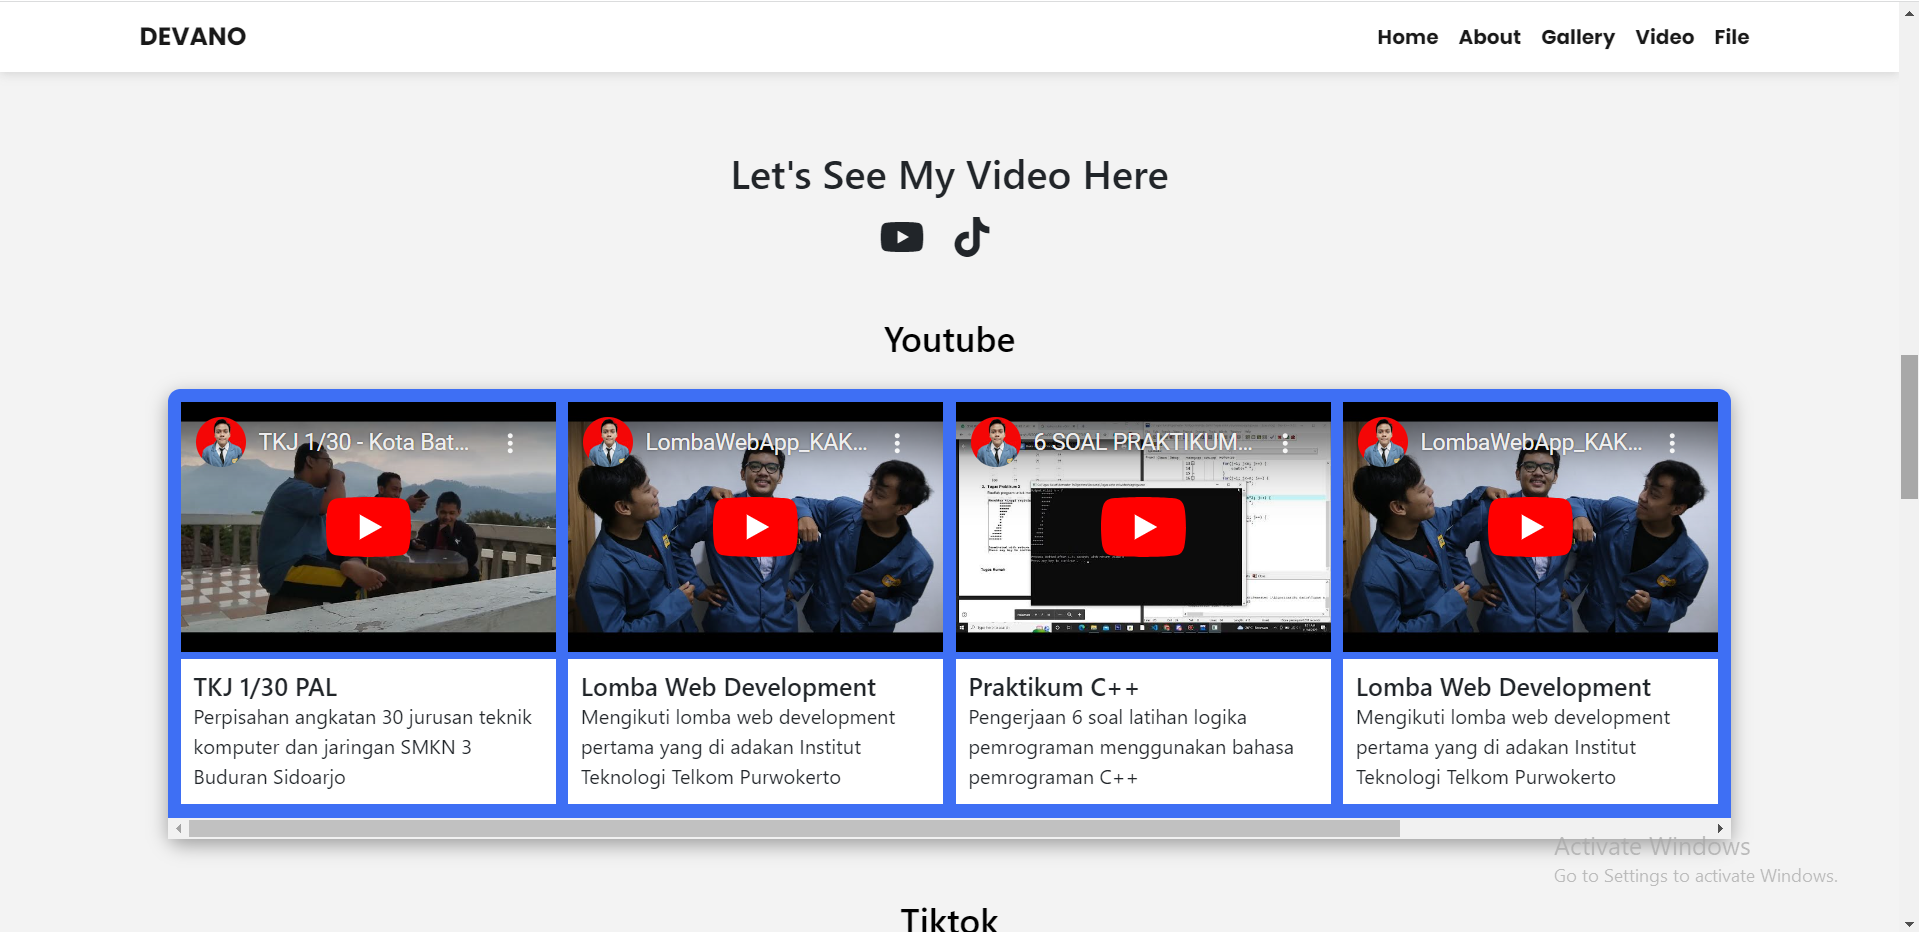 DEVANO
Home About Gallery Video File
Let's See My Video Here
Youtube
TKJ 1/30 - Kota Bat...
LombaWebApp_KAK...
6 SOAL PRAKTIKUM...
LombaWebApp_KAK...
TKJ 1/30 PAL
Perpisahan angkatan 30 jurusan teknik
komputer dan jaringan SMKN 3
Buduran Sidoarjo
Lomba Web Development
Mengikuti lomba web development
pertama yang di adakan Institut
Teknologi Telkom Purwokerto
Praktikum C++
Pengerjaan 6 soal latihan logika
pemrograman menggunakan bahasa
pemrograman C++
Lomba Web Development
Mengikuti lomba web development
pertama yang di adakan Institut
Teknologi Telkom Purwokerto
Activate Windows
Go to Settings to activate Windows.
Tiktok